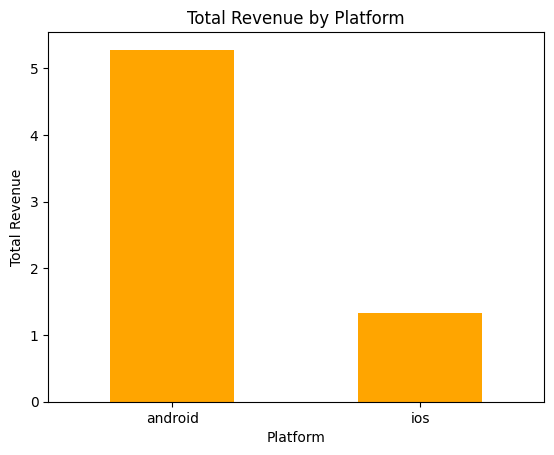 Total Revenue by Platform
Total Revenue
5
4
3
2
1
0
android
ios
Platform